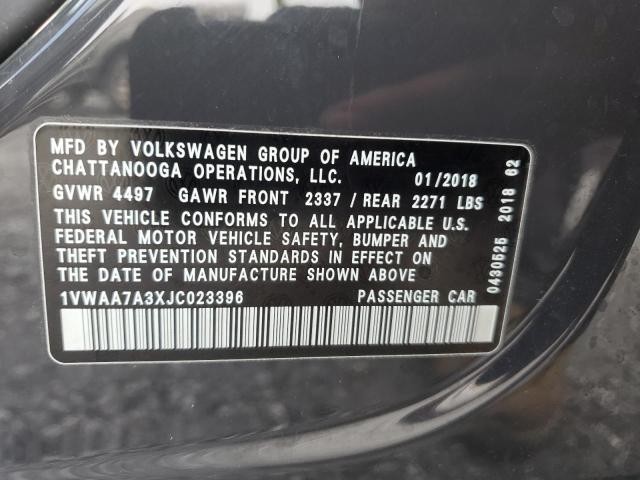 MFD BY VOLKSWAGEN GROUP OF AMERICA
CHATTANOOGA OPERATIONS, LLC. 01/2018
GVWR 4497 GAWR FRONT 2337 / REAR 2271 LBS
THIS VEHICLE CONFORMS TO ALL APPLICABLE U.S.
FEDERAL MOTOR VEHICLE SAFETY, BUMPER AND
THEFT PREVENTION STANDARDS IN EFFECT ON
THE DATE OF MANUFACTURE SHOWN ABOVE
1VWAA7A3XJC023396 PASSENGER CAR
0430525 2018 62